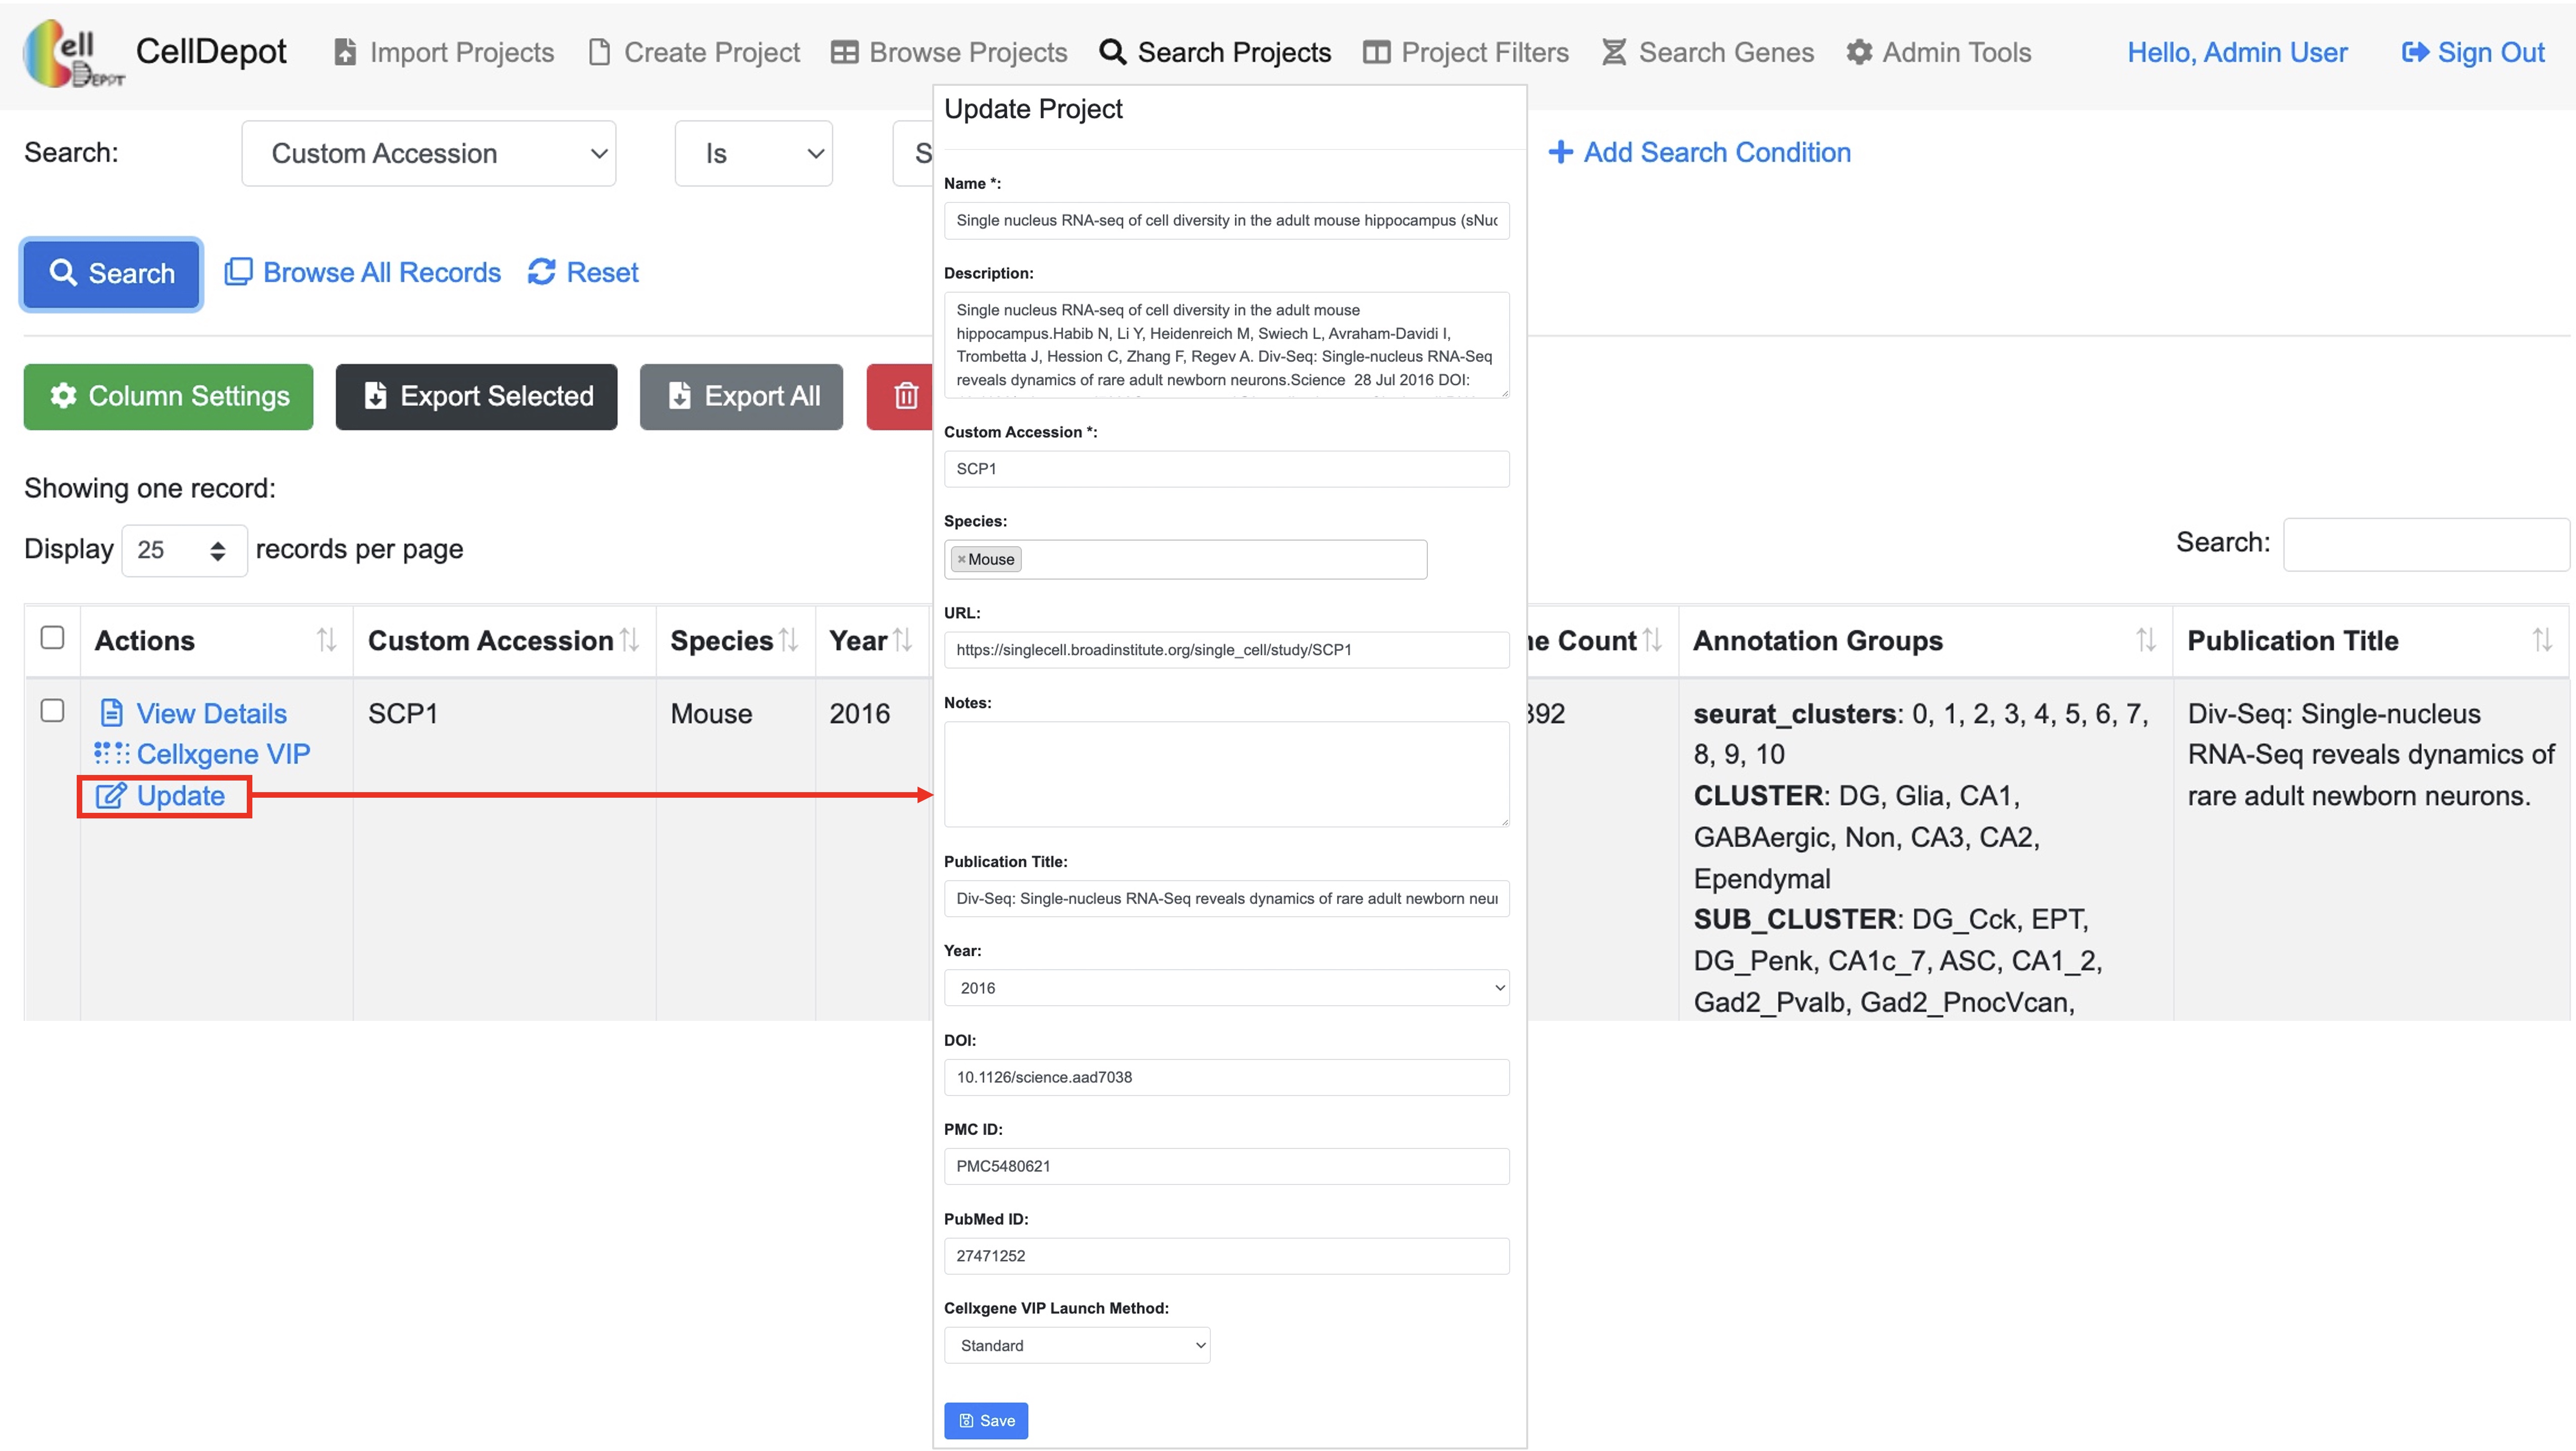 Cell Depot
CellDepot
Import Projects
Create Project
Browse Projects
Search Projects
Project Filters
Search Genes
Admin Tools
Hello, Admin User
Sign Out
Search:
Custom Accession
Is
S
Add Search Condition
Search
Browse All Records
Reset
Column Settings
Export Selected
Export All
Showing one record:
Display 25 records per page
Search:
Actions
Custom Accession
Species
Year
ne Count
Annotation Groups
Publication Title
View Details
Cellxgene VIP
Update
SCP1
Mouse
2016
392
seurat_clusters: 0, 1, 2, 3, 4, 5, 6, 7,
8, 9, 10
CLUSTER: DG, Glia, CA1,
GABAergic, Non, CA3, CA2,
Ependymal
SUB_CLUSTER: DG_Cck, EPT,
DG_Penk, CA1c_7, ASC, CA1_2,
Gad2_Pvalb, Gad2_PnocVcan,
Div-Seq: Single-nucleus
RNA-Seq reveals dynamics of
rare adult newborn neurons.
Update Project
Name *:
Single nucleus RNA-seq of cell diversity in the adult mouse hippocampus (sNuc
Description:
Single nucleus RNA-seq of cell diversity in the adult mouse
hippocampus.Habib N, Li Y, Heidenreich M, Swiech L, Avraham-Davidi I,
Trombetta J, Hession C, Zhang F, Regev A. Div-Seq: Single-nucleus RNA-Seq
reveals dynamics of rare adult newborn neurons.Science 28 Jul 2016 DOI:
Custom Accession *:
SCP1
Species:
×Mouse
URL:
https://singlecell.broadinstitute.org/single_cell/study/SCP1
Notes:
Publication Title:
Div-Seq: Single-nucleus RNA-Seq reveals dynamics of rare adult newborn neu
Year:
2016
DOI:
10.1126/science.aad7038
PMC ID:
PMC5480621
PubMed ID:
27471252
Cellxgene VIP Launch Method:
Standard
Save